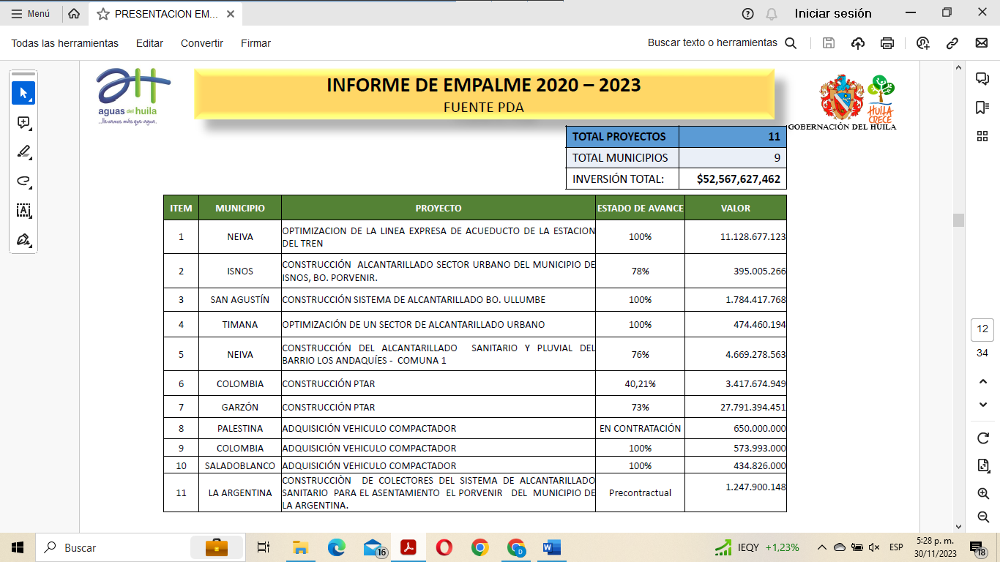 Menú
PRESENTACION EM...
Iniciar sesión
Todas las herramientas
Editar
Convertir
Firmar
Buscar texto o herramientas
aguas del huila
...llevamos más que agua.
INFORME DE EMPALME 2020 – 2023
FUENTE PDA
HUILA
CRECE
GOBERNACIÓN DEL HUILA
TOTAL PROYECTOS 11
TOTAL MUNICIPIOS 9
INVERSIÓN TOTAL: $52,567,627,462
ITEM MUNICIPIO PROYECTO ESTADO DE AVANCE VALOR
1 NEIVA OPTIMIZACION DE LA LINEA EXPRESA DE ACUEDUCTO DE LA ESTACION
DEL TREN 100% 11.128.677.123
2 ISNOS CONSTRUCCIÓN ALCANTARILLADO SECTOR URBANO DEL MUNICIPIO DE
ISNOS, BO. PORVENIR. 78% 395.005.266
3 SAN AGUSTÍN CONSTRUCCIÓN SISTEMA DE ALCANTARILLADO BO. ULLUMBE 100% 1.784.417.768
4 TIMANA OPTIMIZACIÓN DE UN SECTOR DE ALCANTARILLADO URBANO 100% 474.460.194
5 NEIVA CONSTRUCCIÓN DEL ALCANTARILLADO SANITARIO Y PLUVIAL DEL
BARRIO LOS ANDAQUÍES - COMUNA 1 76% 4.669.278.563
6 COLOMBIA CONSTRUCCIÓN PTAR 40,21% 3.417.674.949
7 GARZÓN CONSTRUCCIÓN PTAR 73% 27.791.394.451
8 PALESTINA ADQUISICIÓN VEHICULO COMPACTADOR EN CONTRATACIÓN 650.000.000
9 COLOMBIA ADQUISICIÓN VEHICULO COMPACTADOR 100% 573.993.000
10 SALADOBLANCO ADQUISICIÓN VEHICULO COMPACTADOR 100% 434.826.000
11 LA ARGENTINA CONSTRUCCIÒN DE COLECTORES DEL SISTEMA DE ALCANTARILLADO
SANITARIO PARA EL ASENTAMIENTO EL PORVENIR DEL MUNICIPIO DE
LA ARGENTINA. Precontractual 1.247.900.148
12
34
Buscar
16
D
IEQY +1,23%
ESP
5:28 p. m.
30/11/2023
18